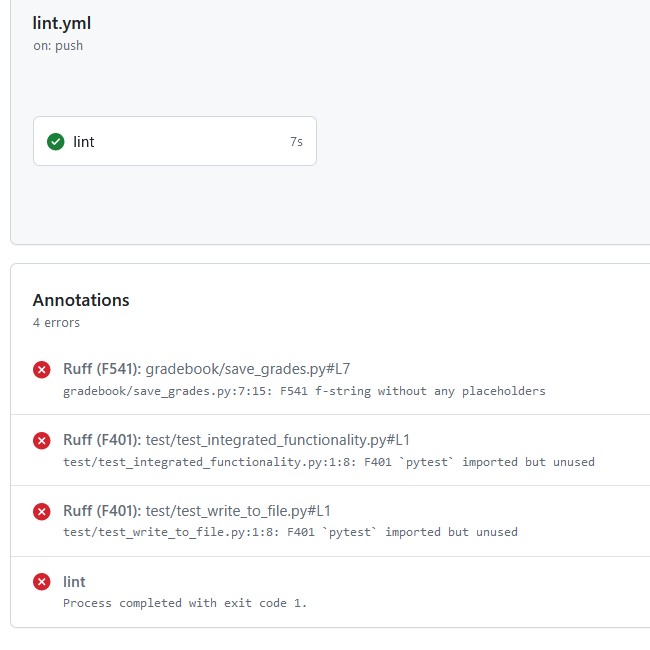 lint.yml
on: push
lint 7s
Annotations
4 errors
Ruff (F541): gradebook/save_grades.py#L7
gradebook/save_grades.py:7:15: F541 f-string without any placeholders
Ruff (F401): test/test_integrated_functionality.py#L1
test/test_integrated_functionality.py:1:8: F401 `pytest` imported but unused
Ruff (F401): test/test_write_to_file.py#L1
test/test_write_to_file.py:1:8: F401 `pytest` imported but unused
lint
Process completed with exit code 1.